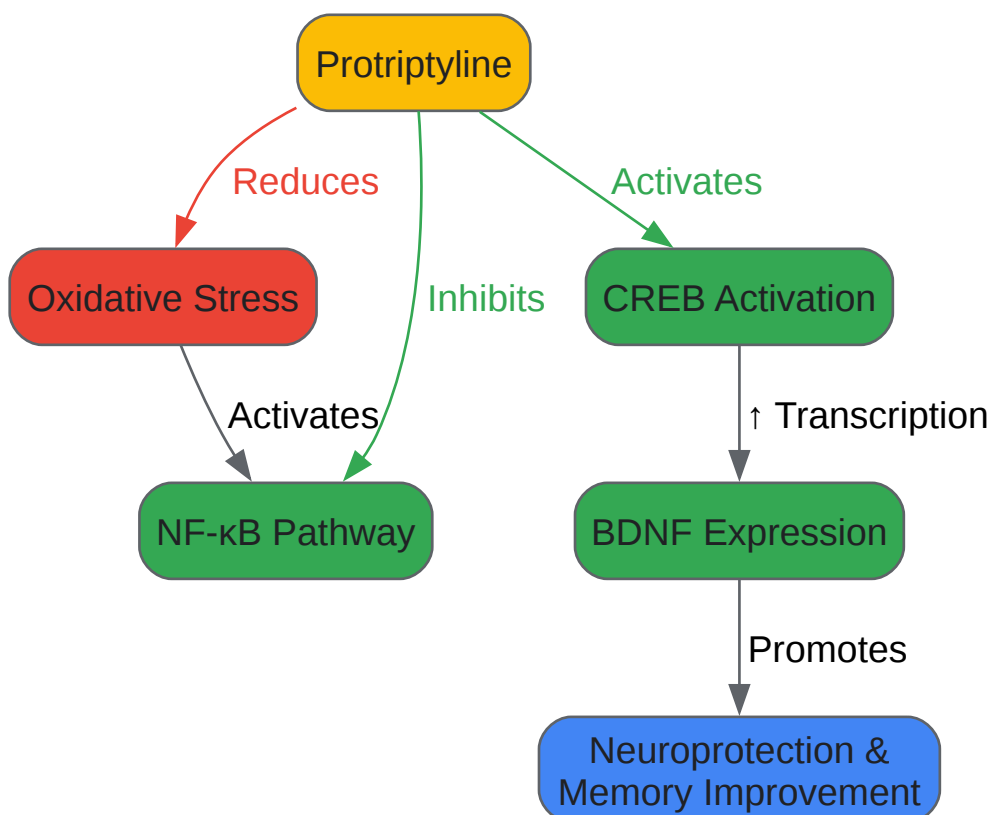 Protriptyline
Reduces
Activates
Oxidative Stress
Inhibits
CREB Activation
Activates
↑ Transcription
NF-κB Pathway
BDNF Expression
Promotes
Neuroprotection &
Memory Improvement